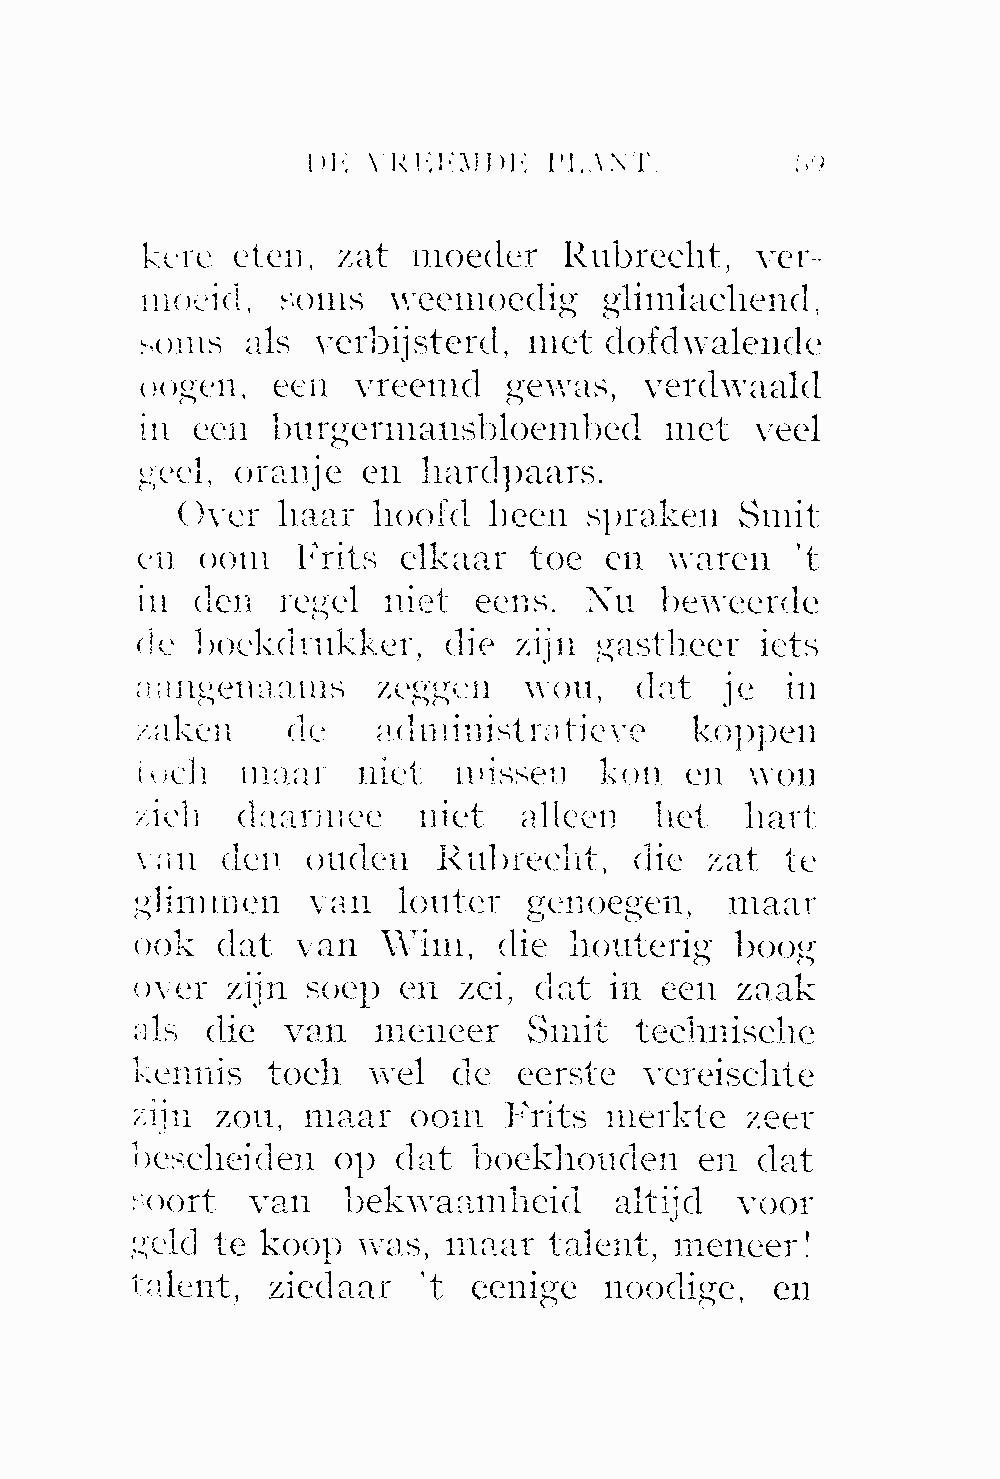 DE VREEMDE PLANT. 59
kere eten, zat moeder Rubrecht, ver-
moeid, soms weemoedig glimlachend,
soms als verbijsterd, met dofdwalende
oogen, een vreemd gewas, verdwaald
in een burgermansbloembed met veel
geel, oranje en hardpaars.
Over haar hoofd heen spraken Smit
en oom Frits elkaar toe en waren 't
in den regel niet eens. Nu beweerde
de boekdrukker, die zijn gastheer iets
aangenaams zeggen wou, dat je in
zaken de administratieve koppen
toch maar niet missen kon en won
zich daarmee niet alleen het hart
van den ouden Rubrecht, die zat te
glimmen van louter genoegen, maar
ook dat van Wim, die houterig boog
over zijn soep en zei, dat in een zaak
als die van meneer Smit technische
kennis toch wel de eerste vereischte
zijn zou, maar oom Frits merkte zeer
bescheiden op dat boekhouden en dat
soort van bekwaamheid altijd voor
geld te koop was, maar talent, meneer!
talent, ziedaar 't eenige noodige, en